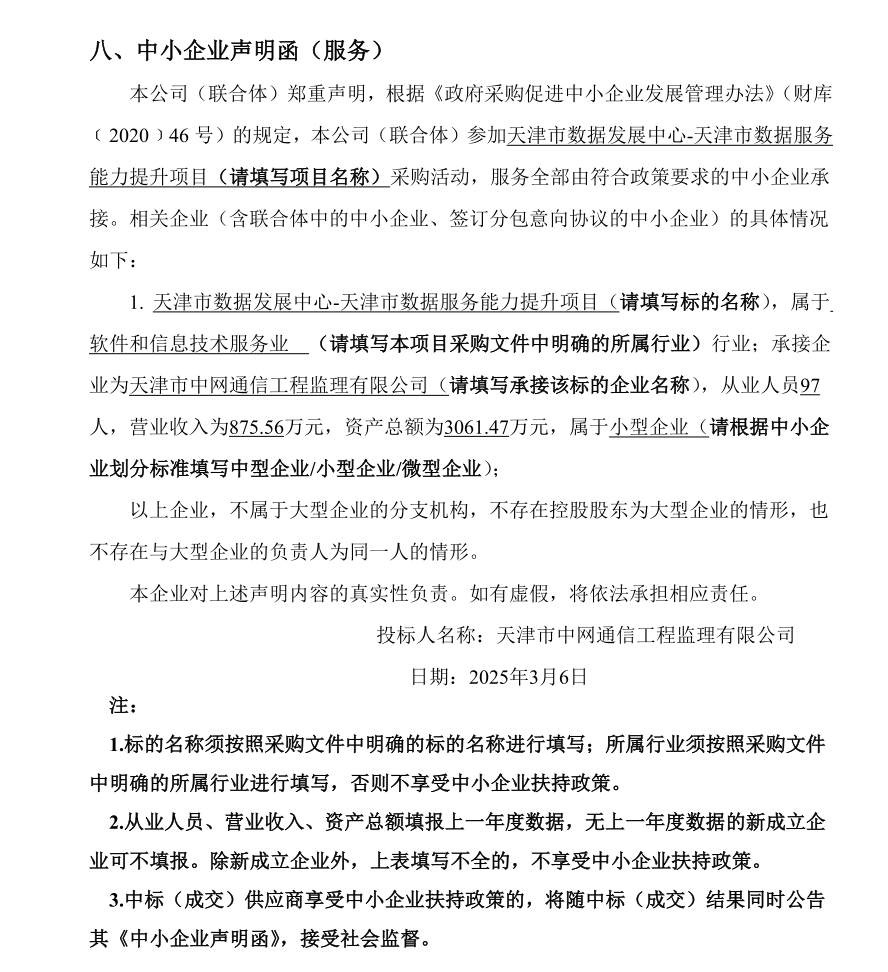 八、中小企业声明函（服务）
本公司（联合体）郑重声明，根据《政府采购促进中小企业发展管理办法》（财库
﹝2020﹞46 号）的规定，本公司（联合体）参加天津市数据发展中心-天津市数据服务
能力提升项目（请填写项目名称）采购活动，服务全部由符合政策要求的中小企业承
接。相关企业（含联合体中的中小企业、签订分包意向协议的中小企业）的具体情况
如下：
1. 天津市数据发展中心-天津市数据服务能力提升项目（请填写标的名称），属于
软件和信息技术服务业 （请填写本项目采购文件中明确的所属行业）行业；承接企
业为天津市中网通信工程监理有限公司（请填写承接该标的企业名称），从业人员97
人，营业收入为875.56万元，资产总额为3061.47万元，属于小型企业（请根据中小企
业划分标准填写中型企业/小型企业/微型企业）；
以上企业，不属于大型企业的分支机构，不存在控股股东为大型企业的情形，也
不存在与大型企业的负责人为同一人的情形。
本企业对上述声明内容的真实性负责。如有虚假，将依法承担相应责任。
投标人名称：天津市中网通信工程监理有限公司
日期：2025年3月6日
注：
1.标的名称须按照采购文件中明确的标的名称进行填写；所属行业须按照采购文件
中明确的所属行业进行填写，否则不享受中小企业扶持政策。
2.从业人员、营业收入、资产总额填报上一年度数据，无上一年度数据的新成立企
业可不填报。除新成立企业外，上表填写不全的，不享受中小企业扶持政策。
3.中标（成交）供应商享受中小企业扶持政策的，将随中标（成交）结果同时公告
其《中小企业声明函》，接受社会监督。